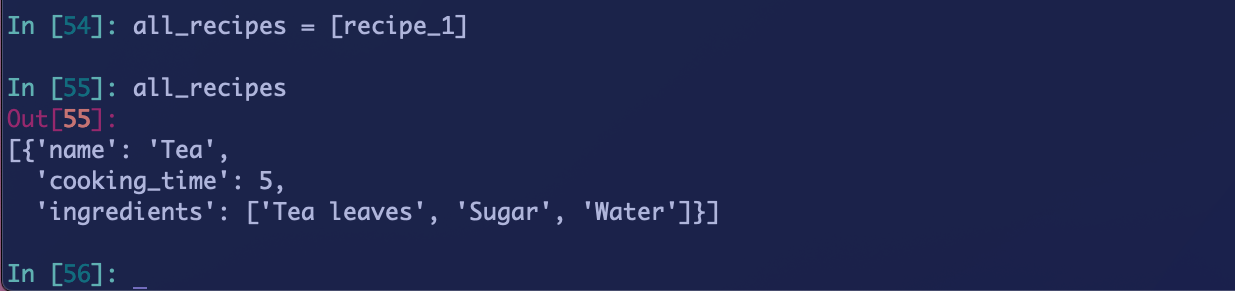 In [54]: all_recipes = [recipe_1]
In [55]: all_recipes
Out[55]:
[{'name': 'Tea',
  'cooking_time': 5,
  'ingredients': ['Tea leaves', 'Sugar', 'Water']}]
In [56]: _